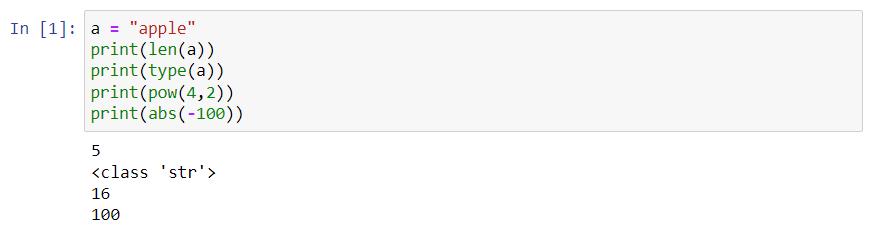 In [1]: a = "apple"
print(len(a))
print(type(a))
print(pow(4,2))
print(abs(-100))
5
<class 'str'>
16
100